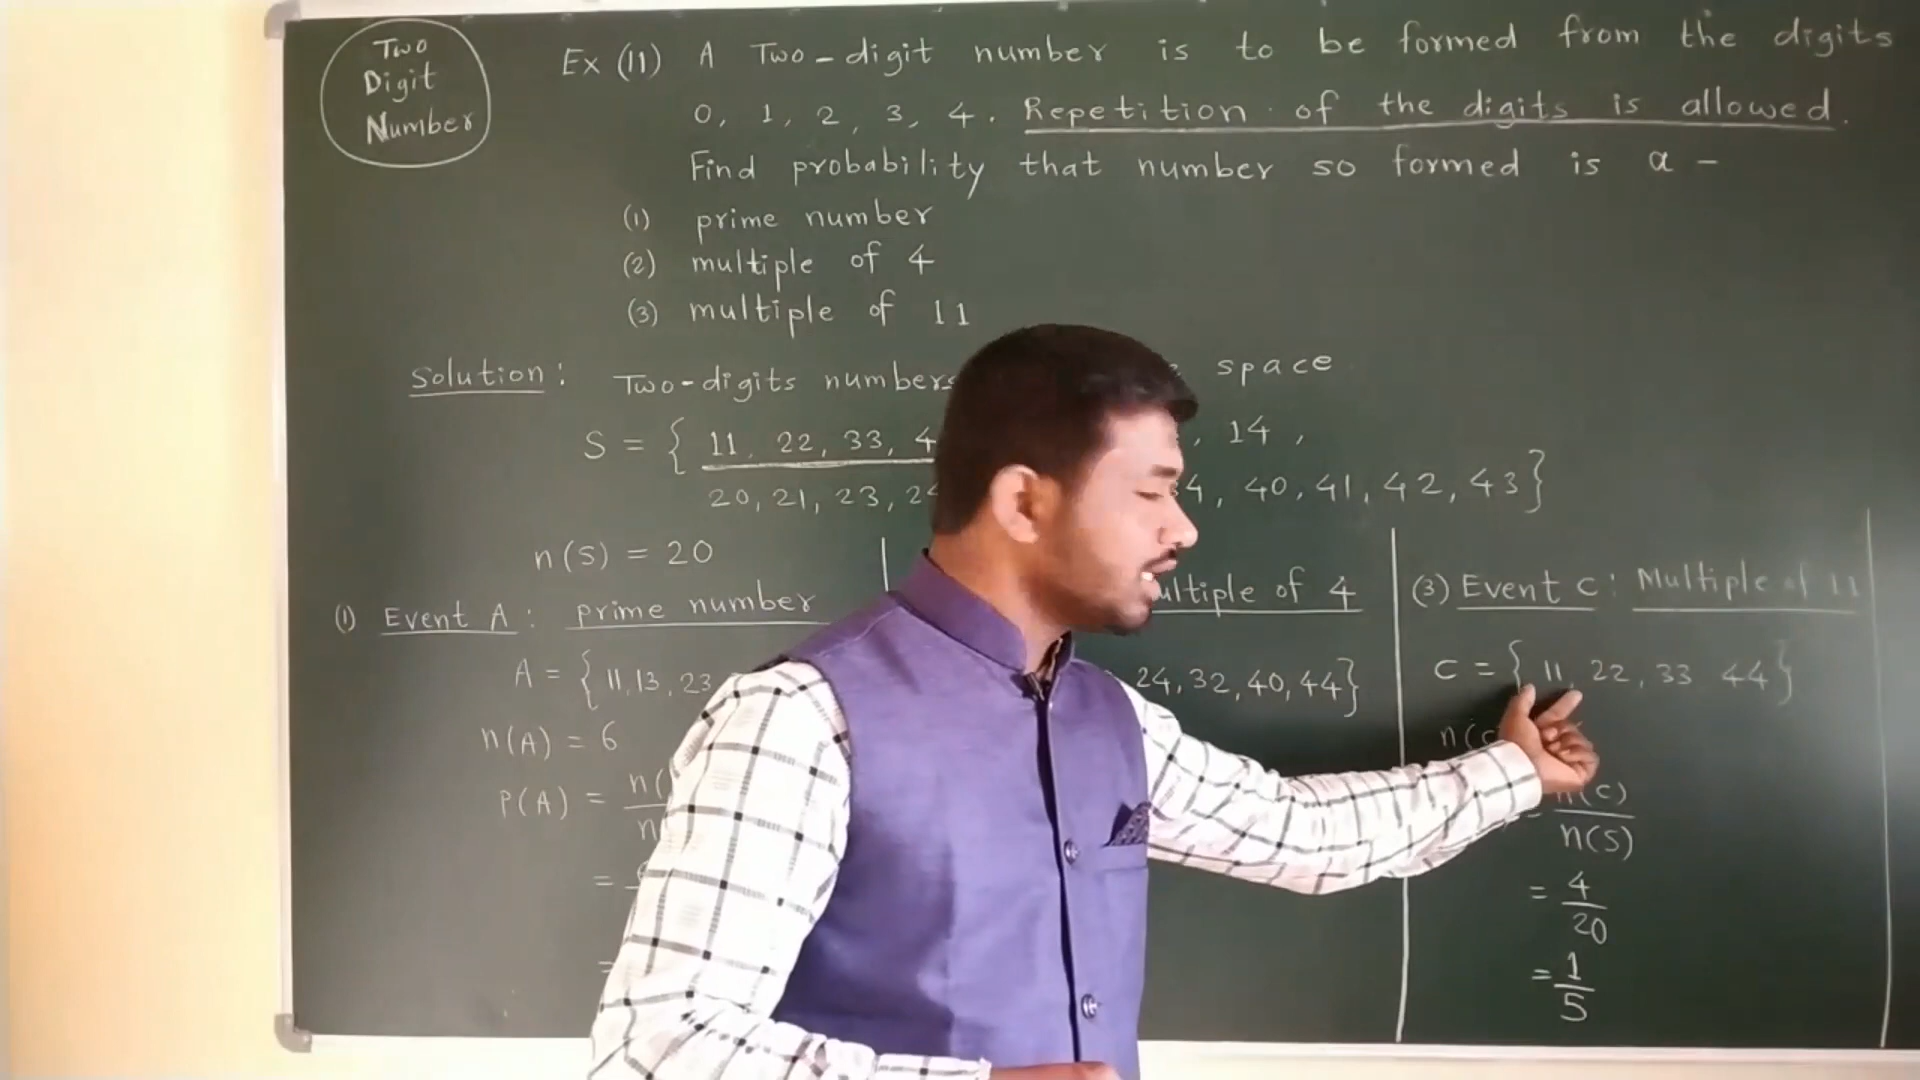 Two
Digit
Number
Ex (11) A Two-digit number is to be formed from the digits
0, 1, 2, 3, 4. Repetition of the digits is allowed.
Find probability that number so formed is a -
(1) prime number
(2) multiple of 4
(3) multiple of 11
Solution: Two-digits numbers space
S = { 11, 22, 33, 4 , 14 ,
20, 21, 23, 24 , 40, 41, 42, 43}
n(S) = 20
(1) Event A: prime number
A = { 11, 13, 23
n(A) = 6
P(A) = n(
n
=
=
multiple of 4
24, 32, 40, 44}
(3) Event C: Multiple of 11
C = { 11, 22, 33 44}
n(c
= n(c)
n(S)
= 4
20
= 1
5